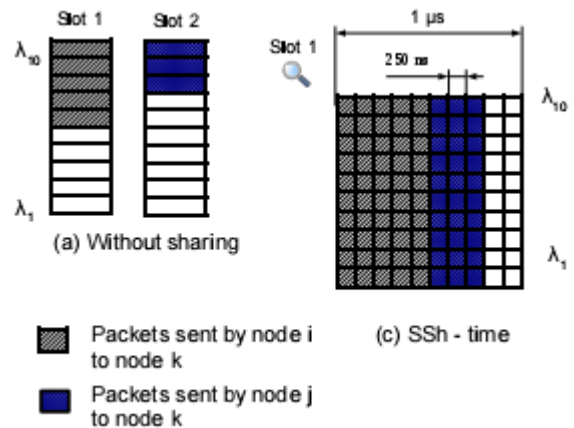 Slot 1
Slot 2
λ10
λ1
(a) Without sharing
1 µs
Slot 1
250 ns
λ10
λ1
(c) SSh - time
Packets sent by node i
to node k
Packets sent by node j
to node k